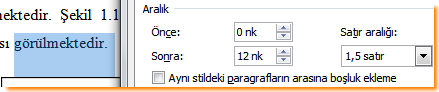 mektedir. Şekil 1.1
sı görülmektedir.
Aralık
Önce: 0 nk Satır aralığı:
Sonra: 12 nk 1,5 satır
Aynı stildeki paragrafların arasına boşluk ekleme